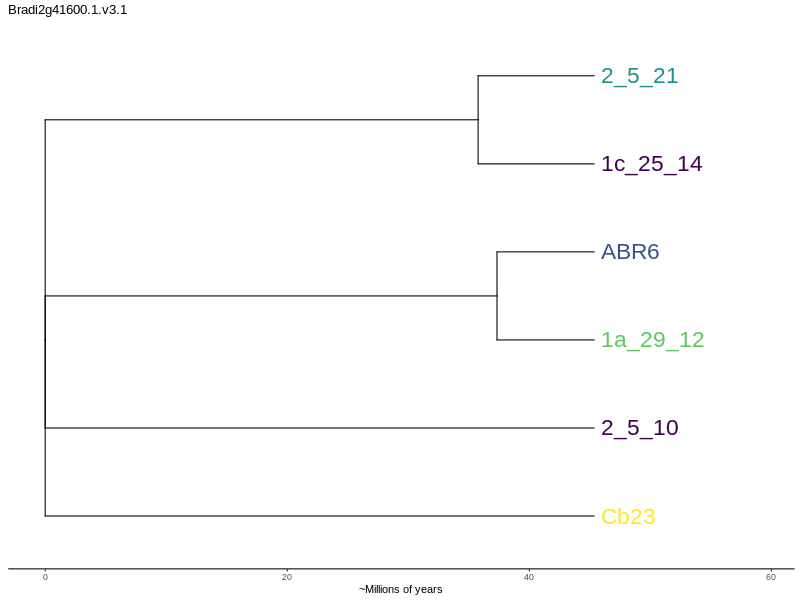 Bradi2g41600.1.v3.1
2_5_21
1c_25_14
ABR6
1a_29_12
2_5_10
Cb23
0 20 40 60
~Millions of years